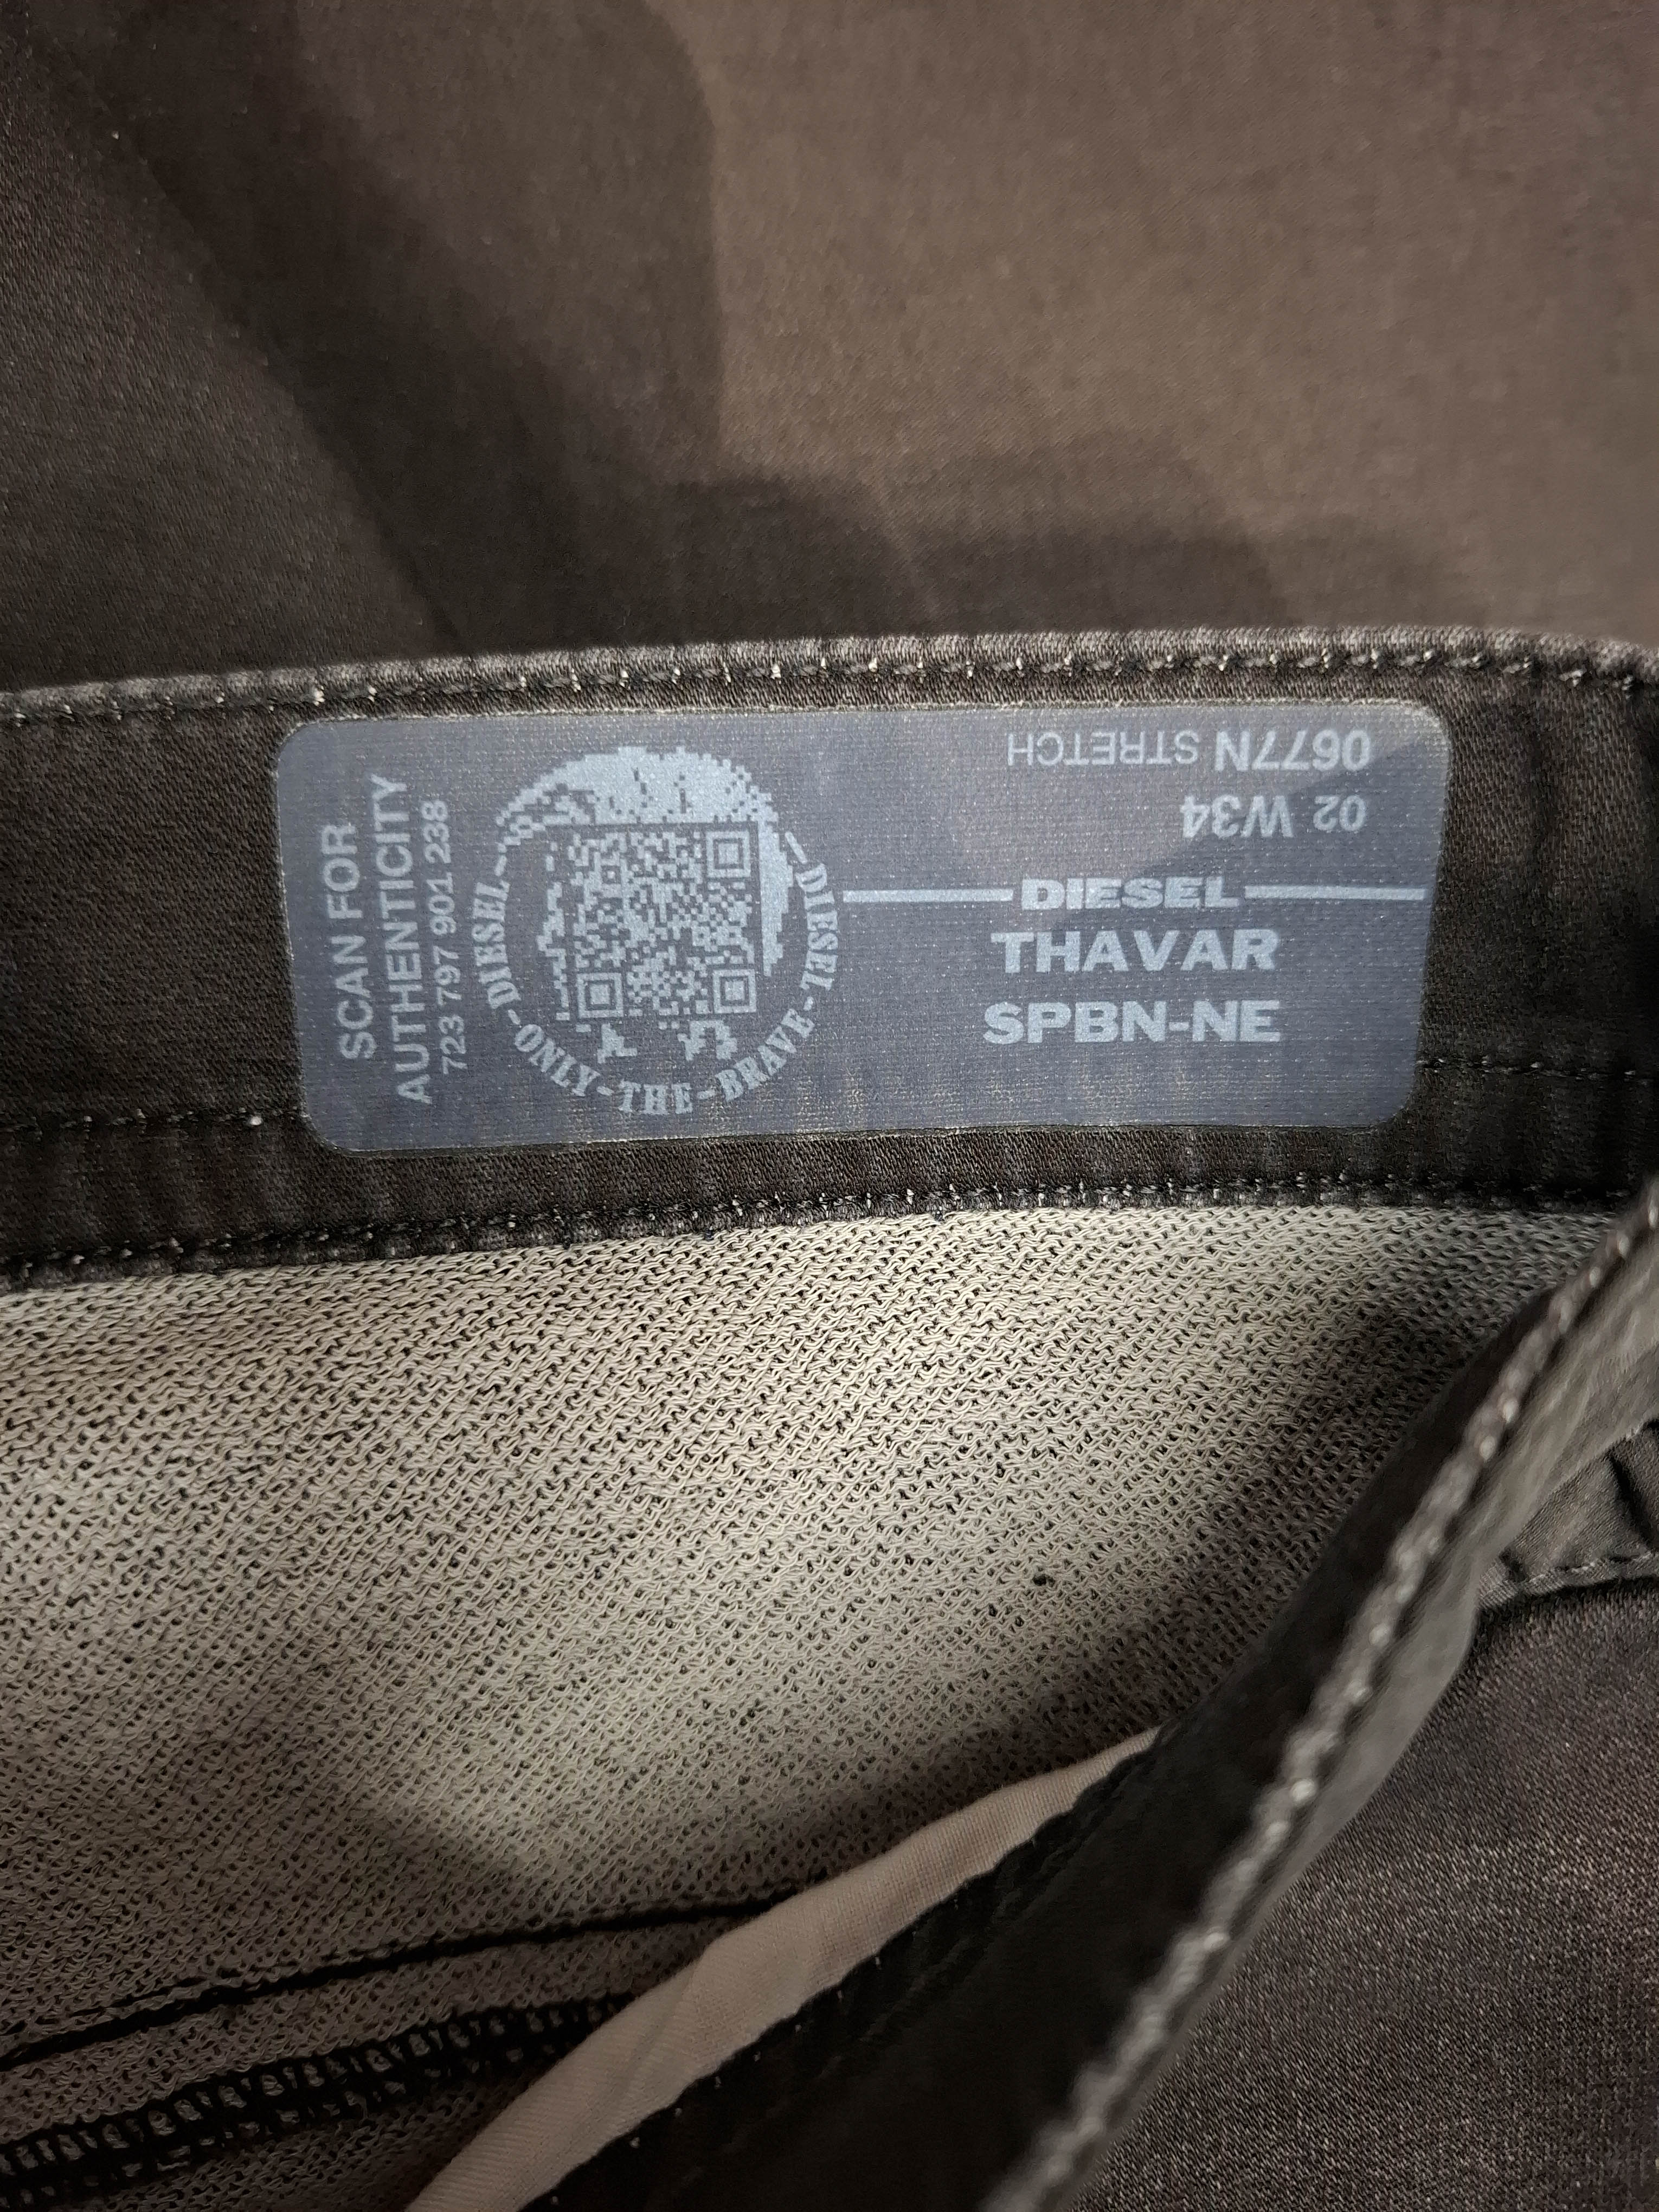 SCAN FOR
AUTHENTICITY
723 797 901 238
DIESEL-ONLY-THE-BRAVE-DIESEL
0677N STRETCH
02 W34
DIESEL
THAVAR
SPBN-NE